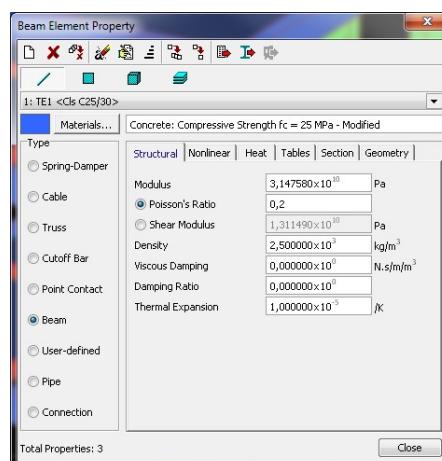 Beam Element Property
1: TE1 <Cls C25/30>
Materials...
Concrete: Compressive Strength fc = 25 MPa - Modified
Type
Spring-Damper
Cable
Truss
Cutoff Bar
Point Contact
Beam
User-defined
Pipe
Connection
Structural Nonlinear Heat Tables Section Geometry
Modulus 3,147580x10^10 Pa
Poisson's Ratio 0,2
Shear Modulus 1,311490x10^10 Pa
Density 2,500000x10^3 kg/m^3
Viscous Damping 0,000000x10^0 N.s/m/m^3
Damping Ratio 0,000000x10^0
Thermal Expansion 1,000000x10^-5 /K
Total Properties: 3
Close